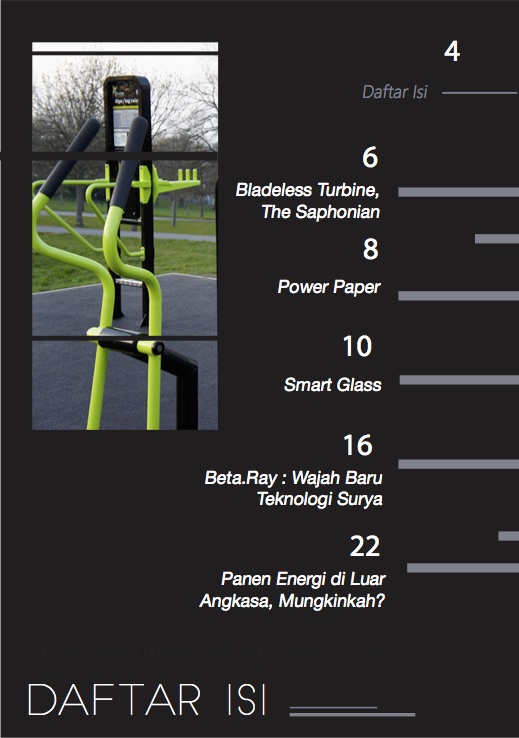 4
Daftar Isi
6
Bladeless Turbine,
The Saphonian
8
Power Paper
10
Smart Glass
16
Beta.Ray : Wajah Baru
Teknologi Surya
22
Panen Energi di Luar
Angkasa, Mungkinkah?
DAFTAR ISI